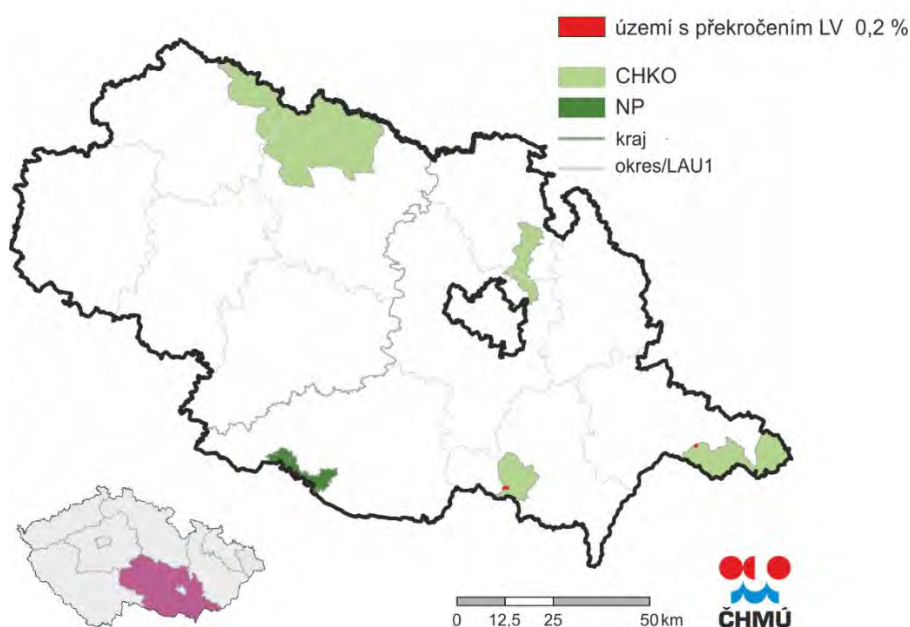 území s překročením LV 0,2 %
CHKO
NP
kraj
okres/LAU1
0 12,5 25 50 km
ČHMÚ